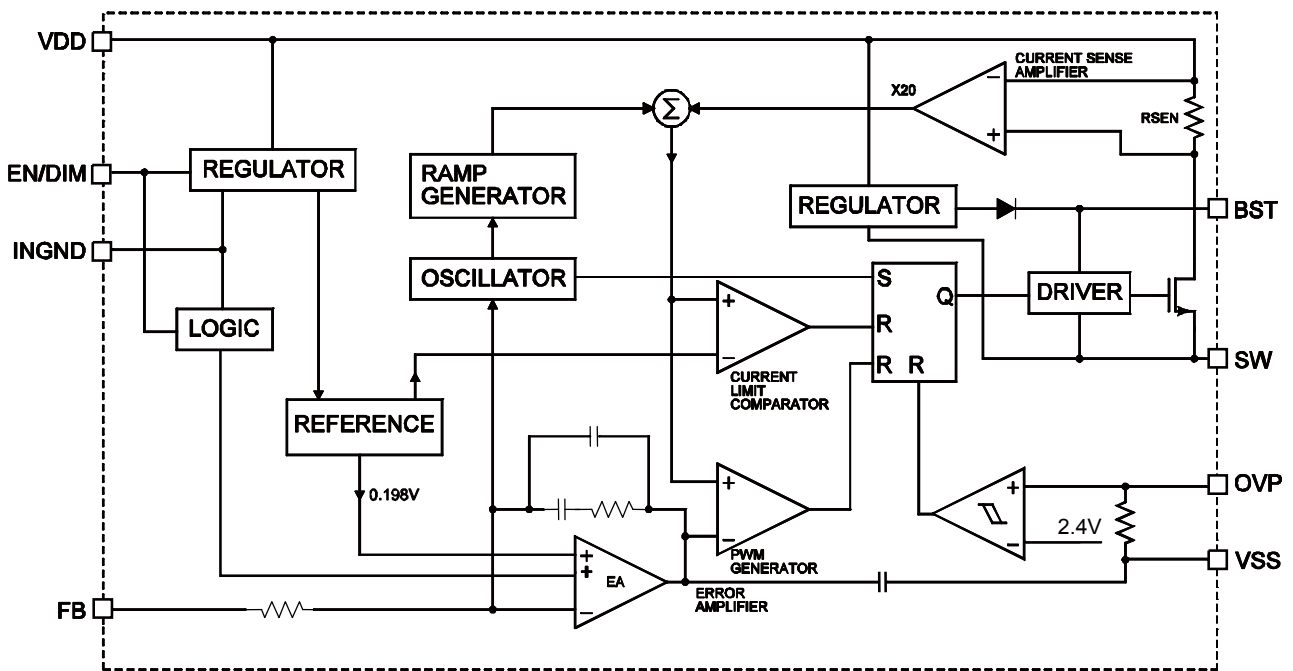 VDD
CURRENT SENSE
AMPLIFIER
X20
Σ
−
+
RSEN
EN/DIM
REGULATOR
RAMP
GENERATOR
REGULATOR
BST
INGND
OSCILLATOR
S
Q
DRIVER
LOGIC
+
R
−
R
R
SW
CURRENT
LIMIT
COMPARATOR
REFERENCE
0.198V
+
−
PWM
GENERATOR
+
2.4V
−
OVP
VSS
+
+
EA
−
ERROR
AMPLIFIER
FB